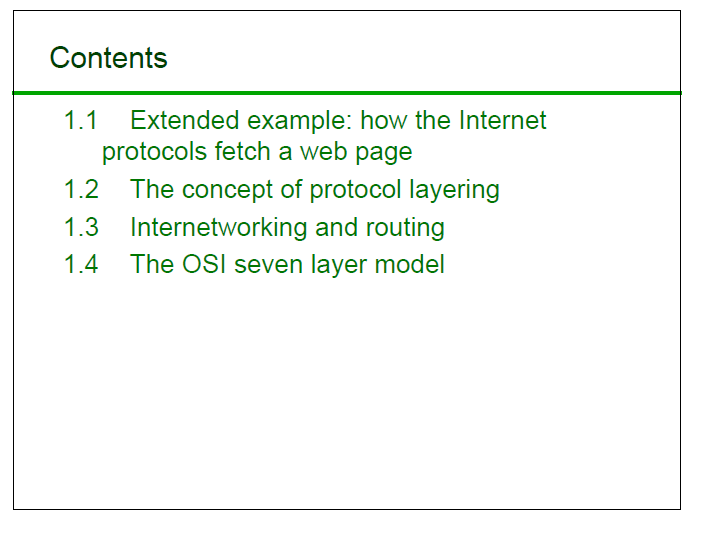 Contents
1.1 Extended example: how the Internet
protocols fetch a web page
1.2 The concept of protocol layering
1.3 Internetworking and routing
1.4 The OSI seven layer model